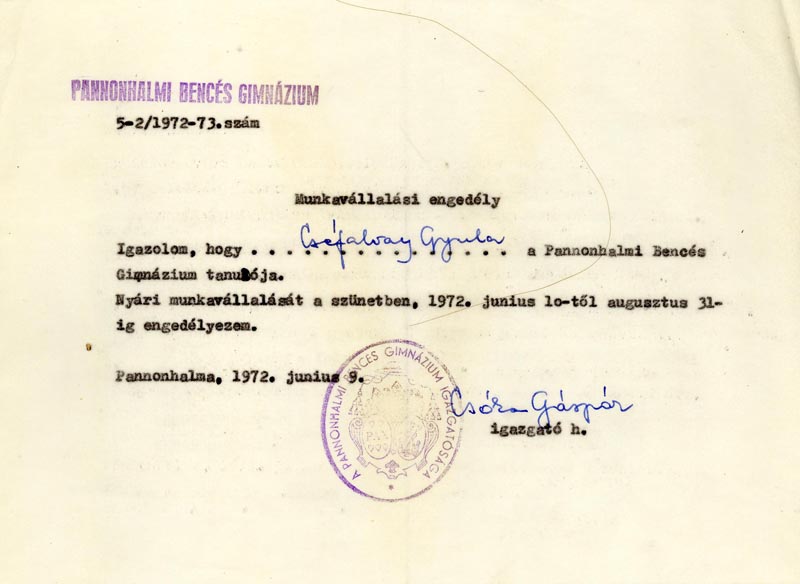 PANNONHALMI BENCÉS GIMNÁZIUM
5-2/1972-73.szám
Munkavállalási engedély
Igazolom, hogy . . Cséfalvay Gyula . . a Pannonhalmi Bencés
Gimnázium tanulója.
Nyári munkavállalását a szünetben, 1972. junius lo-től augusztus 31-
ig engedélyezem.
Pannonhalma, 1972. junius 9.
A PANNONHALMI BENCÉS GIMNÁZIUM IGAZGATÓSÁGA
Csóka Gáspár
igazgató h.